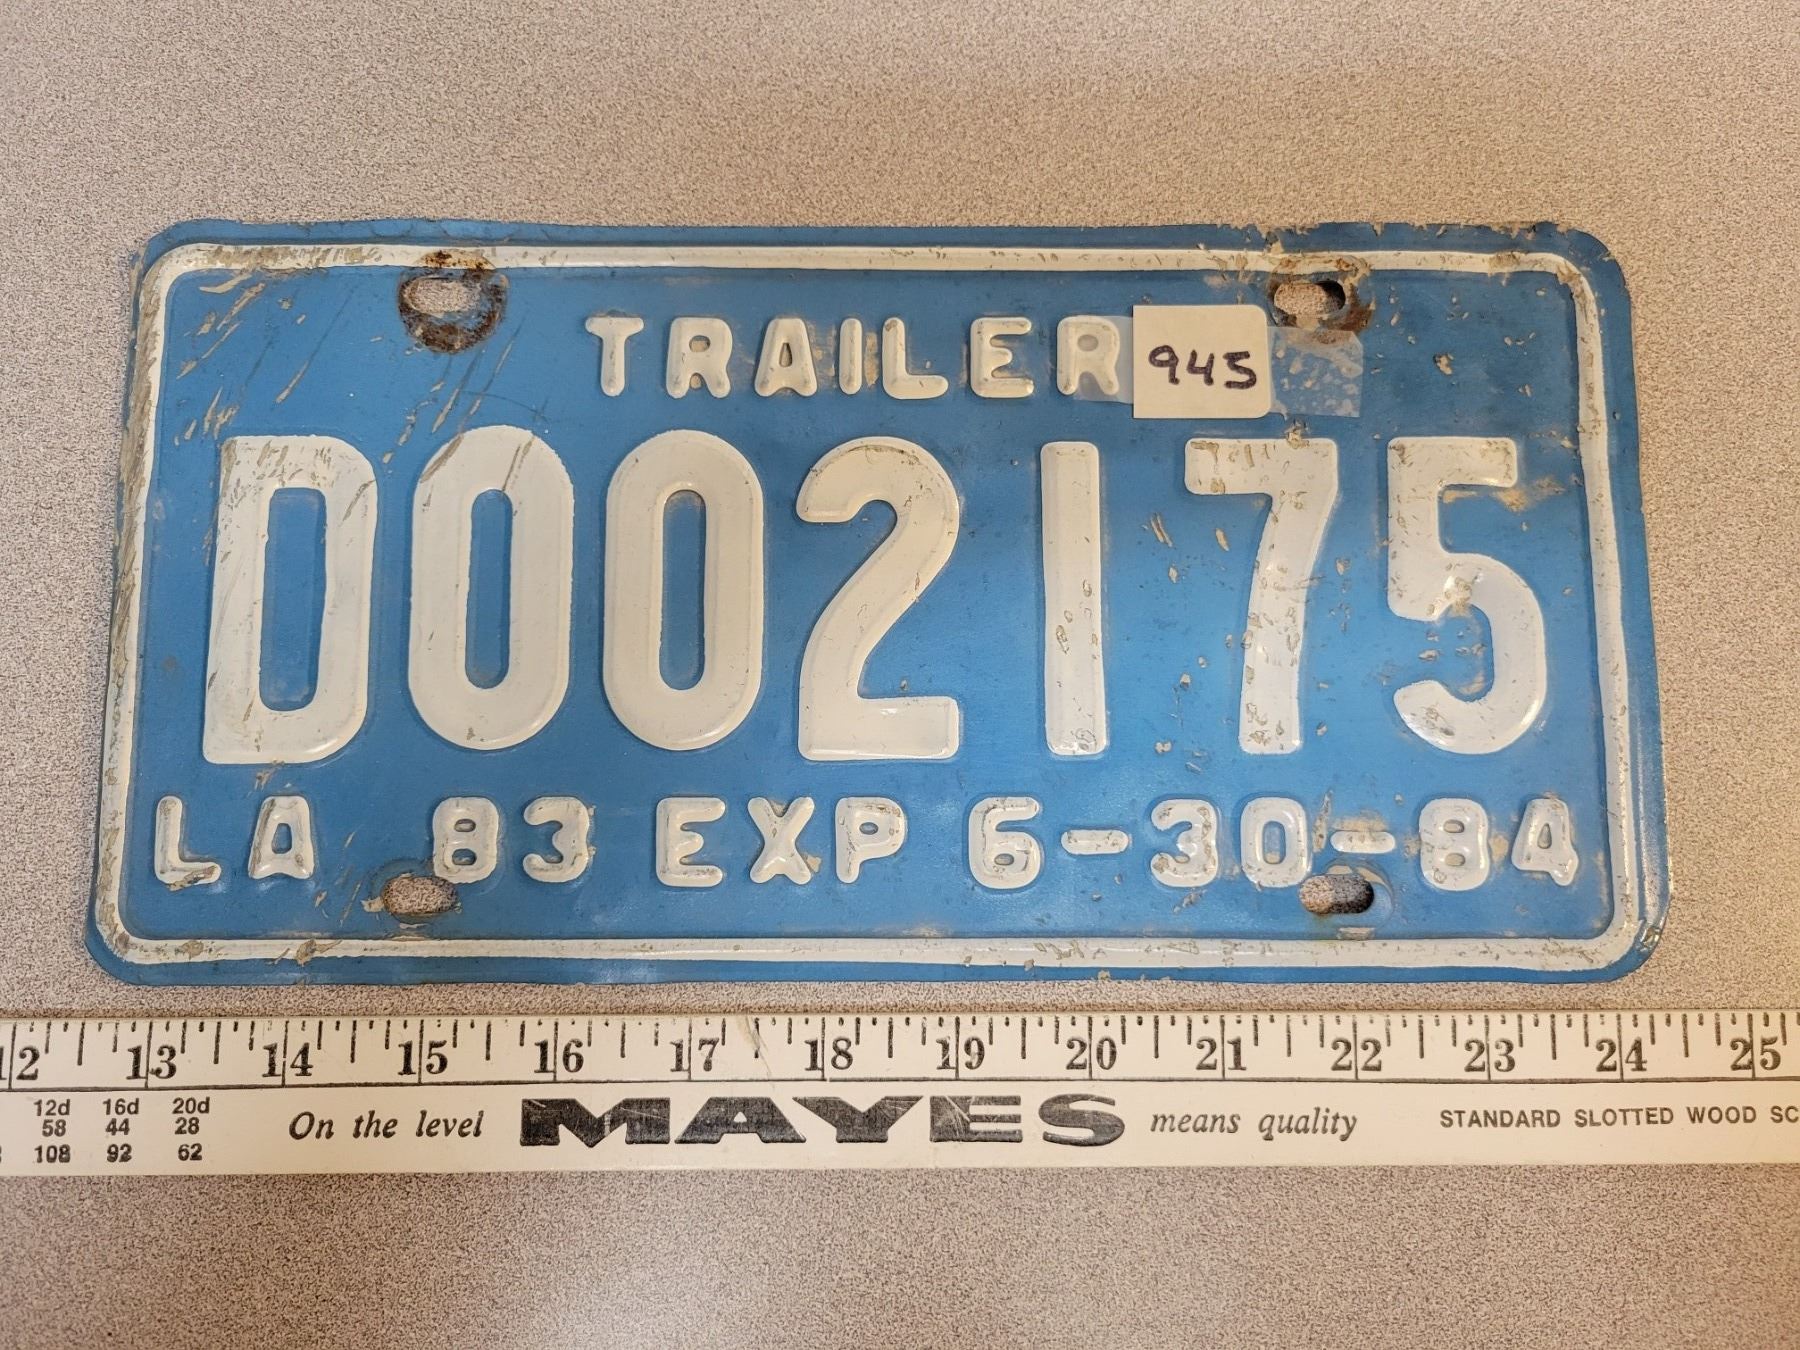 TRAILER 945
D002175
LA 83 EXP 6-30-84
12 13 14 15 16 17 18 19 20 21 22 23 24 25
12d 16d 20d
58 44 28
108 92 62
On the level MAYES means quality STANDARD SLOTTED WOOD SC